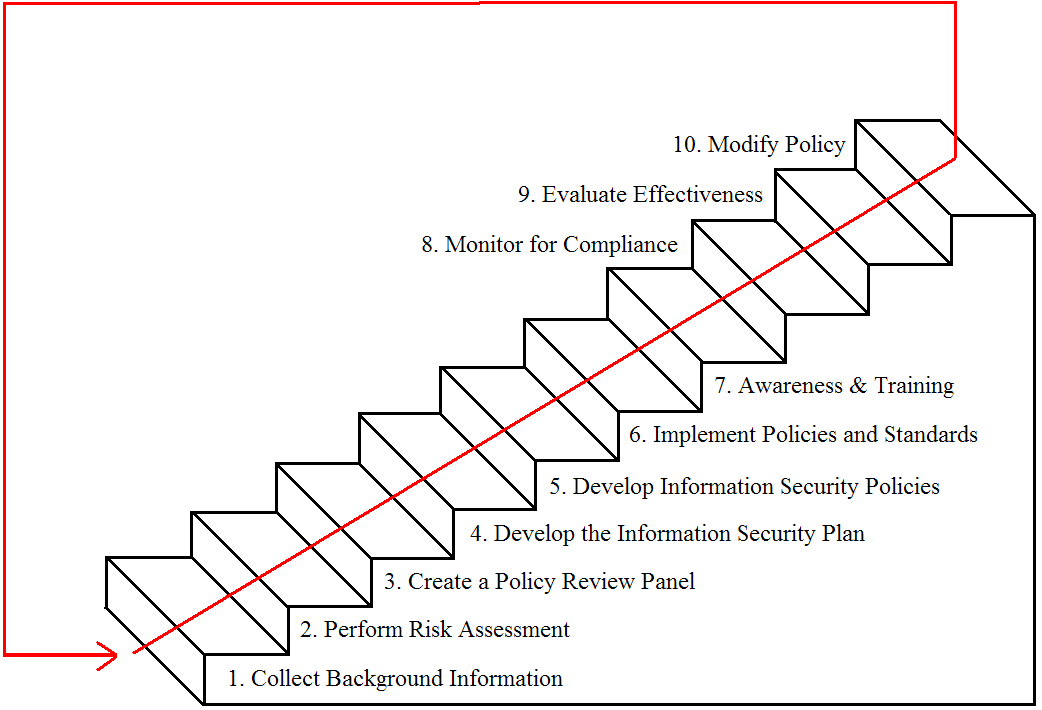 10. Modify Policy
9. Evaluate Effectiveness
8. Monitor for Compliance
7. Awareness & Training
6. Implement Policies and Standards
5. Develop Information Security Policies
4. Develop the Information Security Plan
3. Create a Policy Review Panel
2. Perform Risk Assessment
1. Collect Background Information